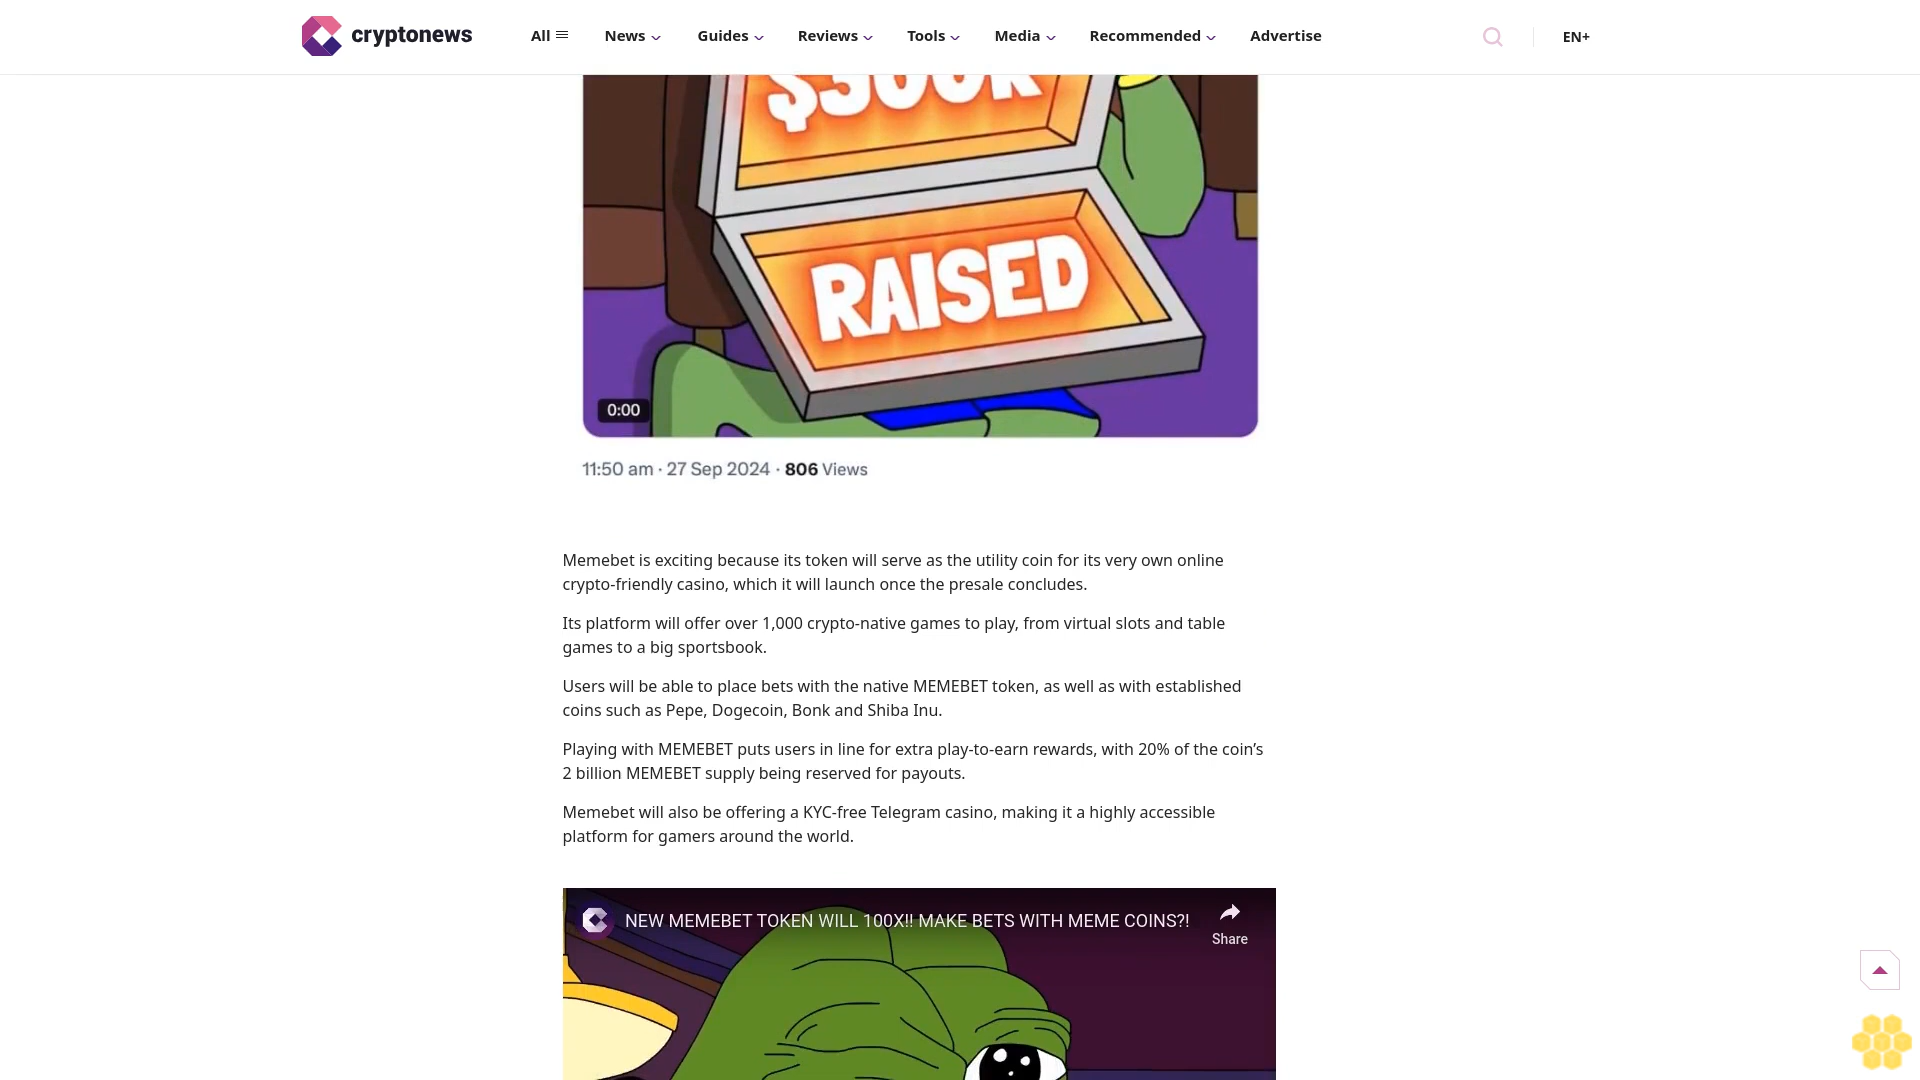 cryptonews
All
News
Guides
Reviews
Tools
Media
Recommended
Advertise
EN+
$300K
RAISED
0:00
11:50 am · 27 Sep 2024 · 806 Views
Memebet is exciting because its token will serve as the utility coin for its very own online
crypto-friendly casino, which it will launch once the presale concludes.
Its platform will offer over 1,000 crypto-native games to play, from virtual slots and table
games to a big sportsbook.
Users will be able to place bets with the native MEMEBET token, as well as with established
coins such as Pepe, Dogecoin, Bonk and Shiba Inu.
Playing with MEMEBET puts users in line for extra play-to-earn rewards, with 20% of the coin’s
2 billion MEMEBET supply being reserved for payouts.
Memebet will also be offering a KYC-free Telegram casino, making it a highly accessible
platform for gamers around the world.
NEW MEMEBET TOKEN WILL 100X!! MAKE BETS WITH MEME COINS?!
Share